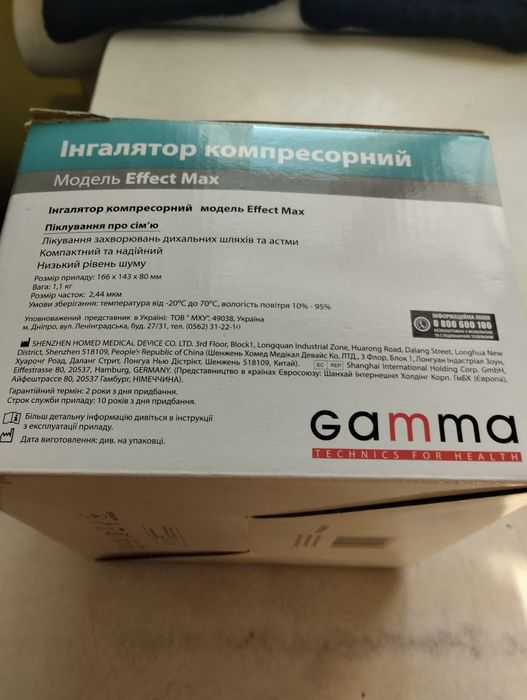 Інгалятор компресорний
Модель Effect Max
Інгалятор компресорний модель Effect Max
Піклування про сім'ю
Лікування захворювань дихальних шляхів та астми
Компактний та надійний
Низький рівень шуму
Розмір приладу: 166 x 143 x 80 мм
Вага: 1,1 кг
Розмір часток: 2,44 мкм
Умови зберігання: температура від -20°C до 70°C, вологість повітря 10% - 95%
Уповноважений представник в Україні: ТОВ "МХУ", 49038, Україна
м. Дніпро, вул. Ленінградська, буд. 27/31, тел. (0562) 31-22-10
ІНФОРМАЦІЙНА ЛІНІЯ
0 800 600 180
SHENZHEN HOMED MEDICAL DEVICE CO. LTD. 3rd Floor, Block1, Longquan Industrial Zone, Huarong Road, Dalang Street, Longhua New
District, Shenzhen 518109, People's Republic of China (Шенжень Хомед Медікал Девайс Ко. ЛТД., 3 Флор, Блок 1, Лонгуан Індастріал Зоун,
Хуаронг Роад, Даланг Стрит, Лонгуа Нью Дістрікт, Шенжень 518109, Китай). EC REP Shanghai International Holding Corp. GmbH,
Eiffestrasse 80, 20537, Hamburg, GERMANY. (Представництво в країнах Євросоюзу: Шанхай Інтернешнл Холдінг Корп. ГмБХ (Європа),
Айфештрассе 80, 20537 Гамбург, НІМЕЧЧИНА)
Гарантійний термін: 2 роки з дня придбання.
Строк служби приладу: 10 років з дня придбання.
Більш детальну інформацію дивіться в інструкції
з експлуатації приладу.
Дата виготовлення: див. на упаковці.
Gamma
TECHNICS FOR HEALTH